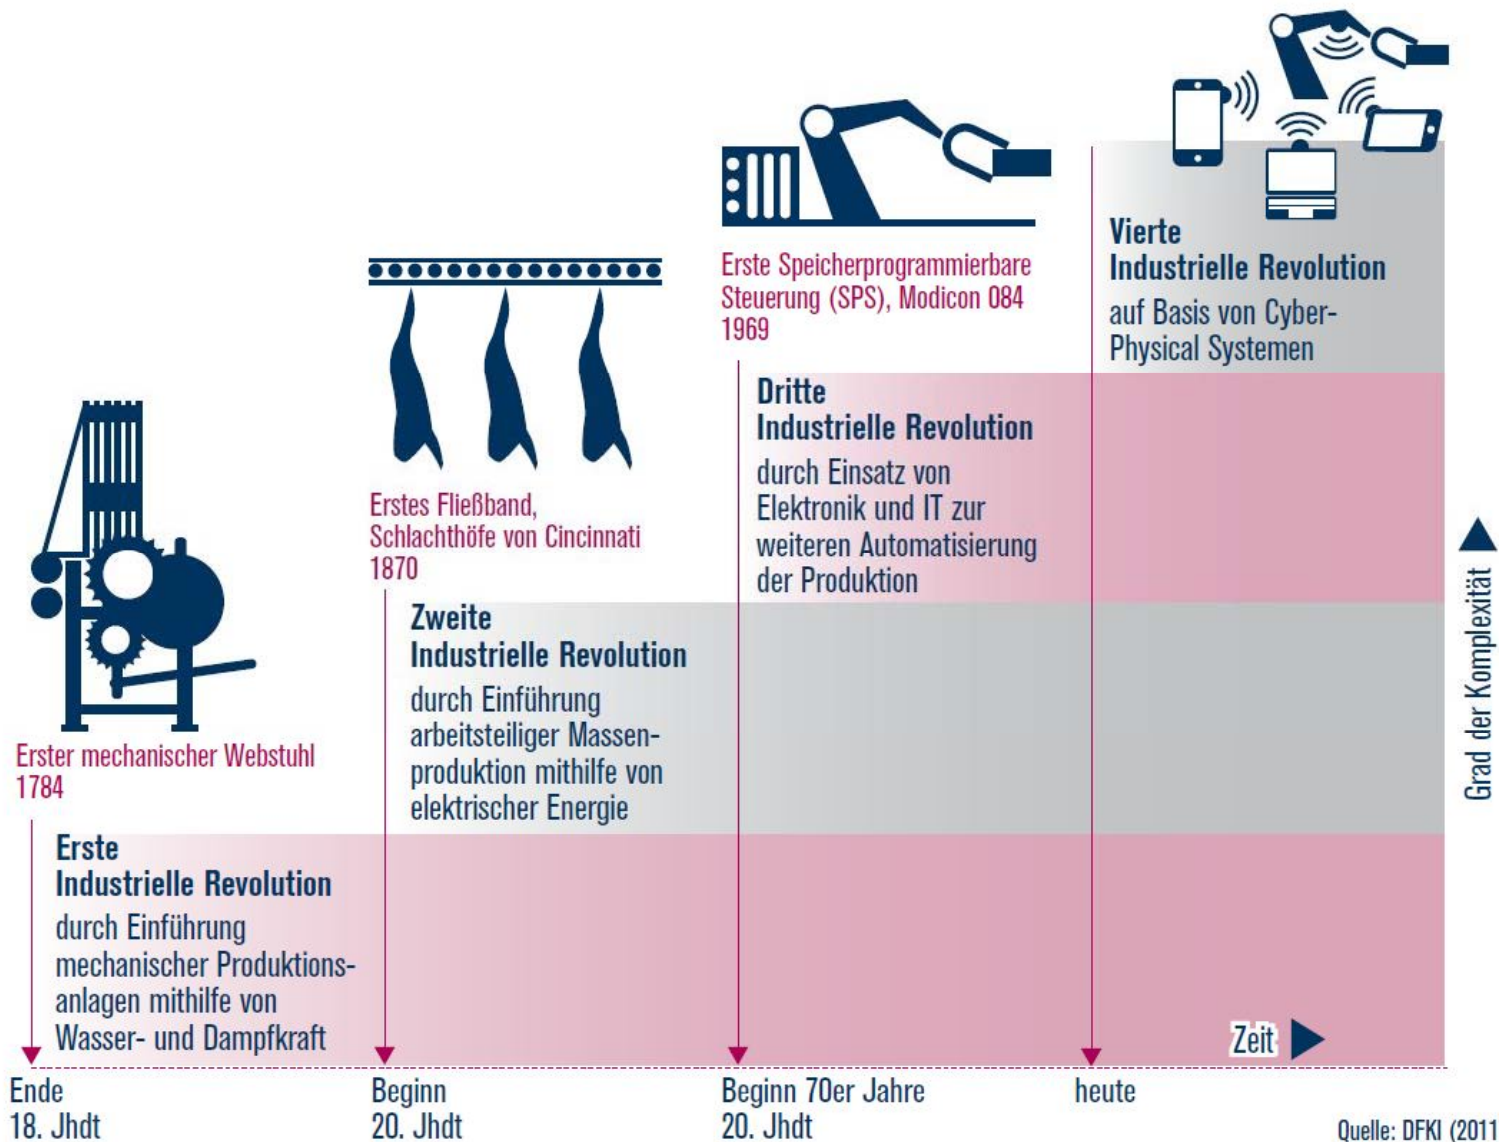 Erster mechanischer Webstuhl
1784
Erste
Industrielle Revolution
durch Einführung
mechanischer Produktions-
anlagen mithilfe von
Wasser- und Dampfkraft
Erstes Fließband,
Schlachthöfe von Cincinnati
1870
Zweite
Industrielle Revolution
durch Einführung
arbeitsteiliger Massen-
produktion mithilfe von
elektrischer Energie
Erste Speicherprogrammierbare
Steuerung (SPS), Modicon 084
1969
Dritte
Industrielle Revolution
durch Einsatz von
Elektronik und IT zur
weiteren Automatisierung
der Produktion
Vierte
Industrielle Revolution
auf Basis von Cyber-
Physical Systemen
Grad der Komplexität
Zeit
Ende
18. Jhdt
Beginn
20. Jhdt
Beginn 70er Jahre
20. Jhdt
heute
Quelle: DFKI (2011